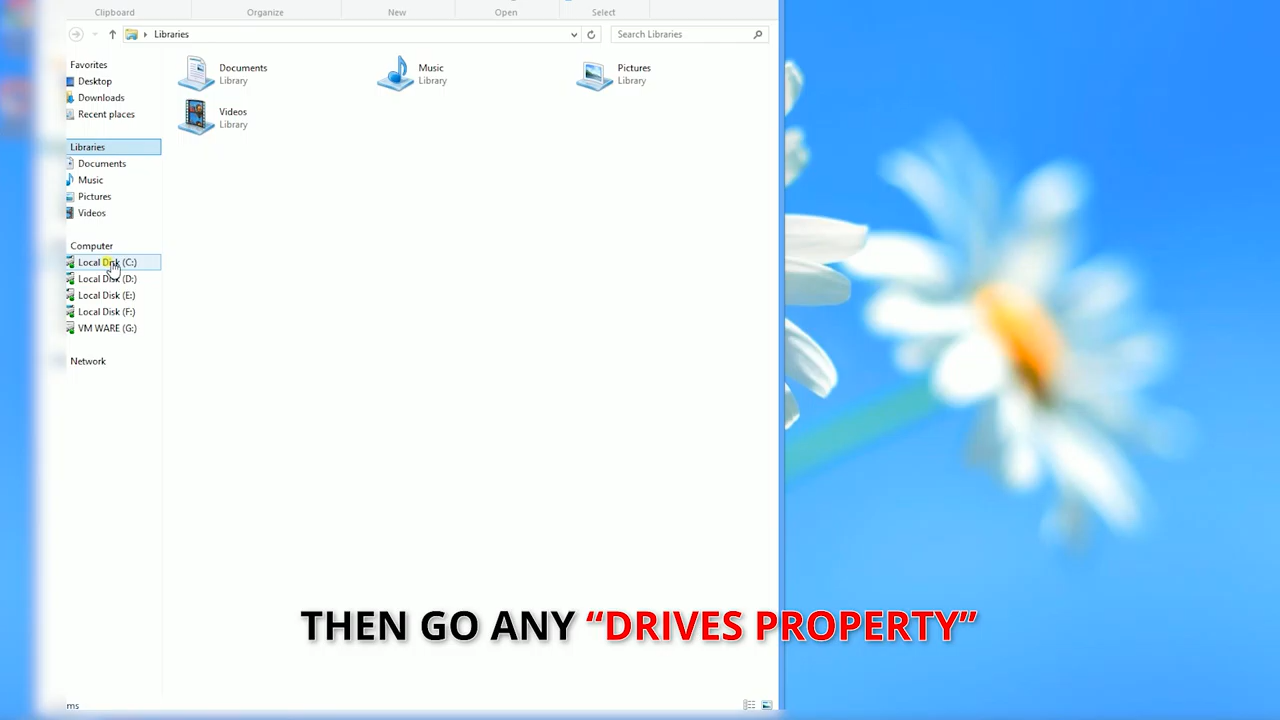 Clipboard
Organize
New
Open
Select
Libraries
Search Libraries
Favorites
Desktop
Downloads
Recent places
Libraries
Documents
Music
Pictures
Videos
Computer
Local Disk (C:)
Local Disk (D:)
Local Disk (E:)
Local Disk (F:)
VM WARE (G:)
Network
Documents
Library
Music
Library
Pictures
Library
Videos
Library
THEN GO ANY “DRIVES PROPERTY”
ms